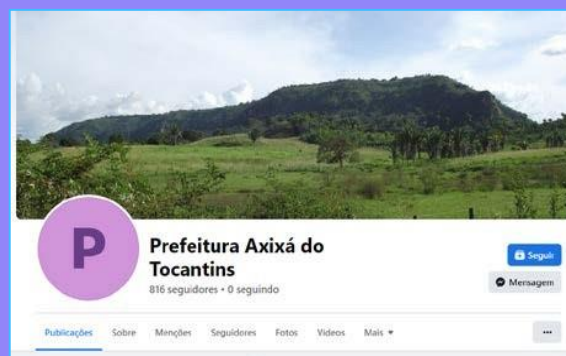 P
Prefeitura Axixá do
Tocantins
816 seguidores • 0 seguindo
Seguir
Mensagem
Publicações Sobre Menções Seguidores Fotos Vídeos Mais ▾
...